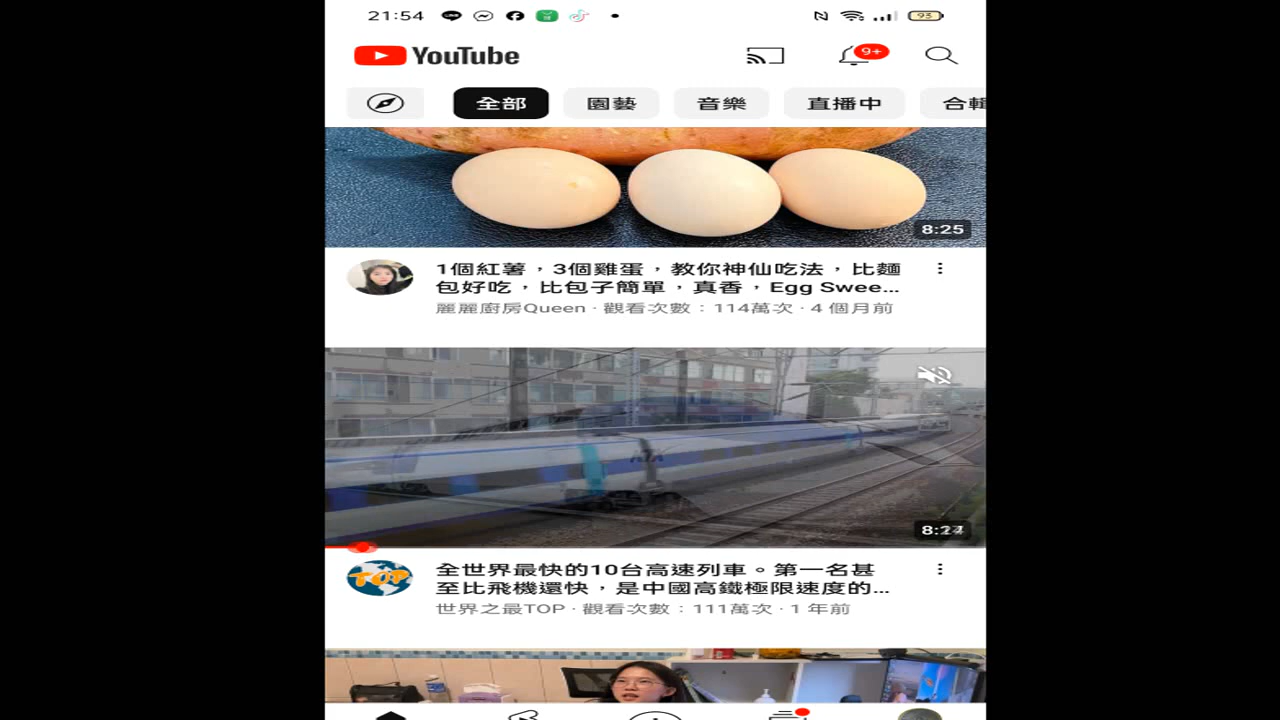 21:54
93
YouTube
9+
全部
園藝
音樂
直播中
合輯
8:25
1個紅薯，3個雞蛋，教你神仙吃法，比麵
包好吃，比包子簡單，真香，Egg Swee...
麗麗廚房Queen · 觀看次數：114萬次 · 4 個月前
全世界最快的10台高速列車。第一名甚
至比飛機還快，是中國高鐵極限速度的...
世界之最TOP · 觀看次數：111萬次 · 1 年前
TOP